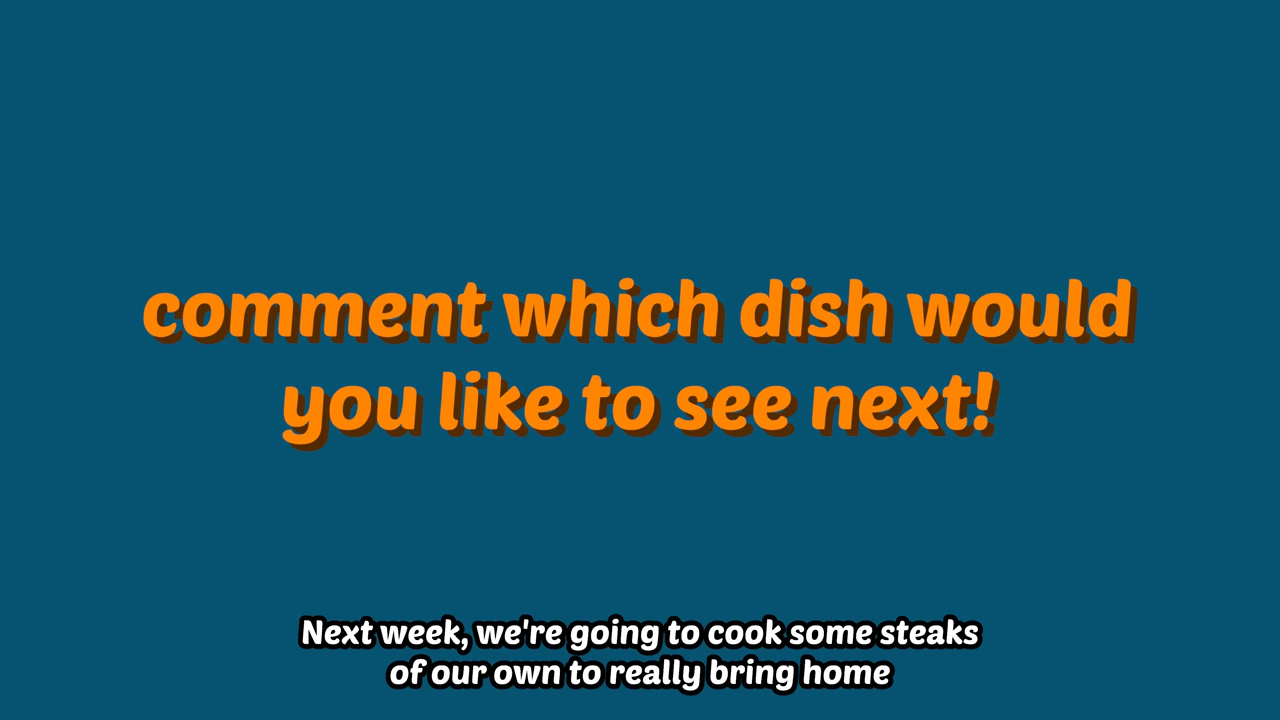 comment which dish would
you like to see next!
Next week, we're going to cook some steaks
of our own to really bring home